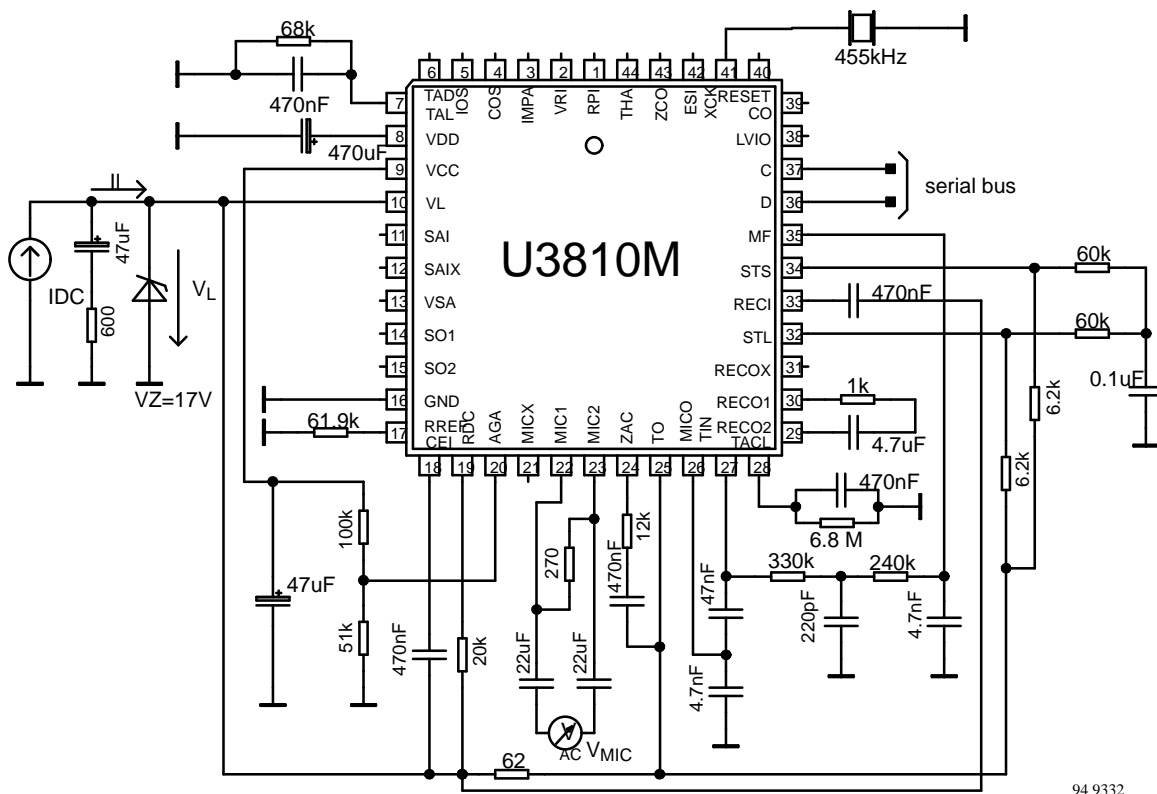 68k
455kHz
470nF
470uF
6 5 4 3 2 1 44 43 42 41 40
TAD IOS COS IMPA VRI RPI THA ZCO ESI XCK RESET
7 TAL
8 VDD
9 VCC
10 VL
11 SAI
12 SAIX
13 VSA
14 SO1
15 SO2
16 GND
17 RREF
CO 39
LVIO 38
C 37
D 36
MF 35
STS 34
RECI 33
STL 32
RECOX 31
RECO1 30
RECO2 29
U3810M
serial bus
II
47uF
IDC
600
VL
VZ=17V
60k
470nF
60k
0.1uF
1k
4.7uF
6.2k
6.2k
61.9k
CEI RDC AGA MICX MIC1 MIC2 ZAC TO MICO TIN TACL
18 19 20 21 22 23 24 25 26 27 28
470nF
6.8 M
100k
47uF
51k
470nF
20k
270
22uF
22uF
12k
470nF
47nF
4.7nF
330k
240k
220pF
4.7nF
V
AC
VMIC
62
94 9332